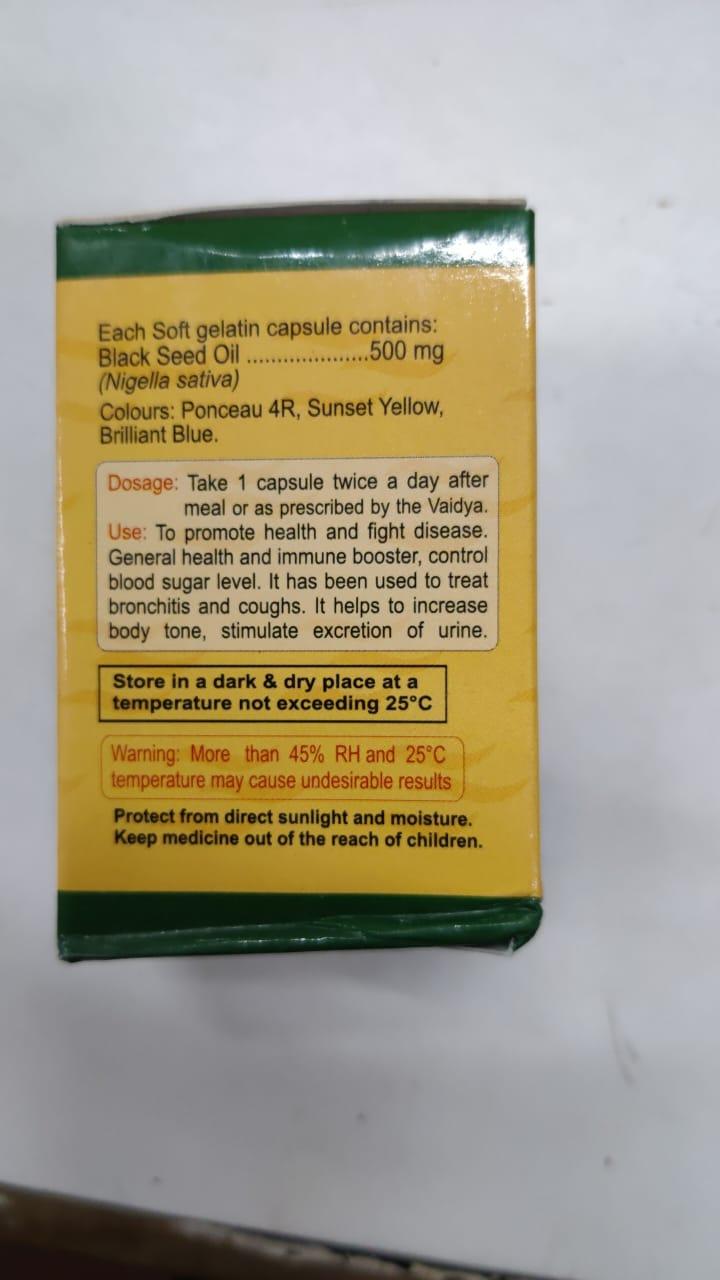 Each Soft gelatin capsule contains:
Black Seed Oil ....................500 mg
(Nigella sativa)
Colours: Ponceau 4R, Sunset Yellow,
Brilliant Blue.
Dosage: Take 1 capsule twice a day after
meal or as prescribed by the Vaidya.
Use: To promote health and fight disease.
General health and immune booster, control
blood sugar level. It has been used to treat
bronchitis and coughs. It helps to increase
body tone, stimulate excretion of urine.
Store in a dark & dry place at a
temperature not exceeding 25°C
Warning: More than 45% RH and 25°C
temperature may cause undesirable results
Protect from direct sunlight and moisture.
Keep medicine out of the reach of children.